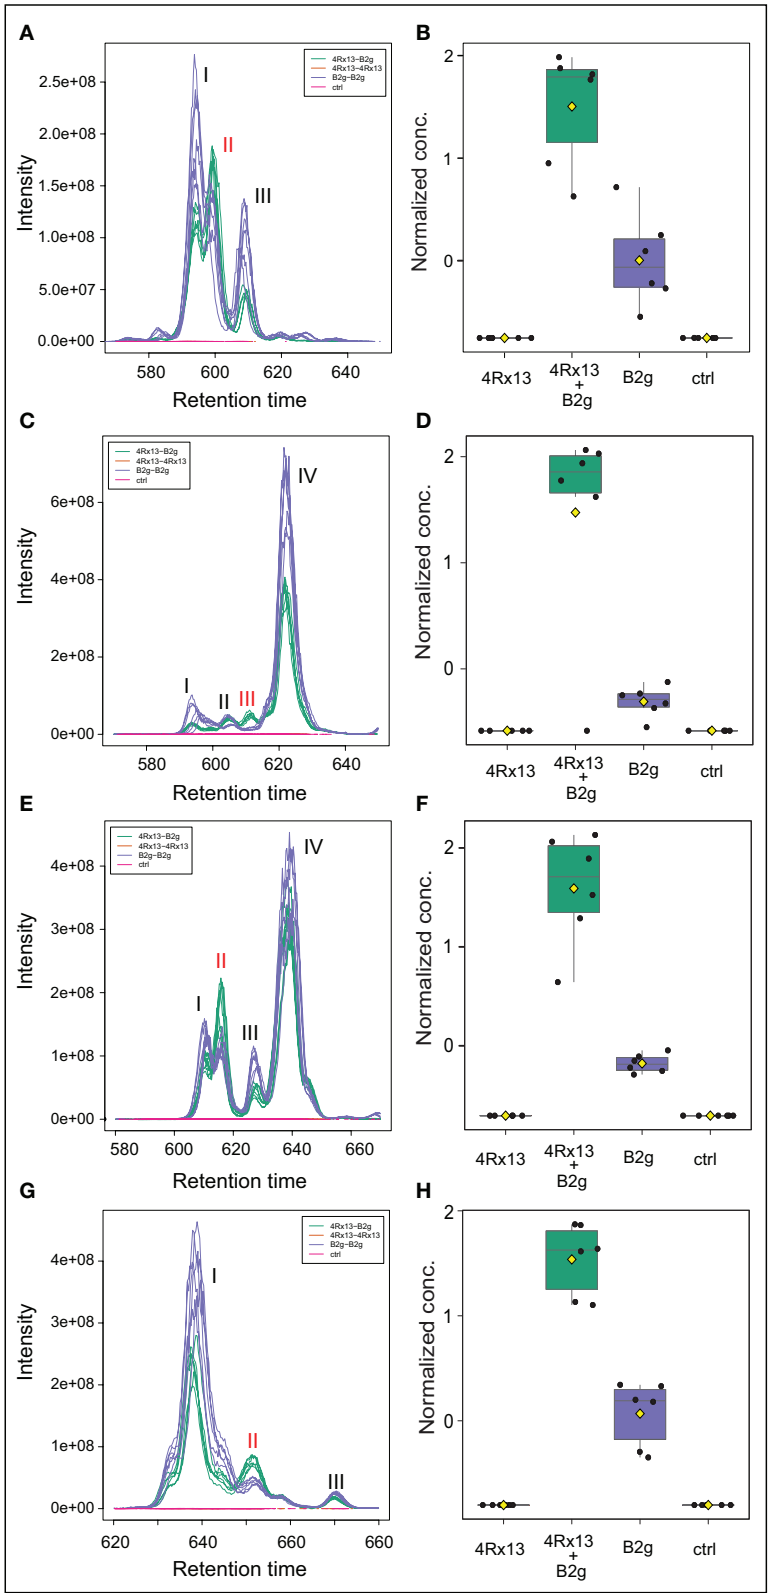 A
I
II
III
4Rx13−B2g
4Rx13−4Rx13
B2g−B2g
ctrl
2.5e+08
2.0e+08
1.5e+08
1.0e+08
5.0e+07
0.0e+00
Intensity
580
600
620
640
Retention time
B
Normalized conc.
2
1
0
4Rx13
4Rx13
+
B2g
B2g
ctrl
C
4Rx13−B2g
4Rx13−4Rx13
B2g−B2g
ctrl
I
II
III
IV
6e+08
4e+08
2e+08
0e+00
Intensity
580
600
620
640
Retention time
D
Normalized conc.
2
1
0
4Rx13
4Rx13
+
B2g
B2g
ctrl
E
4Rx13−B2g
4Rx13−4Rx13
B2g−B2g
ctrl
I
II
III
IV
4e+08
3e+08
2e+08
1e+08
0e+00
Intensity
580
600
620
640
660
Retention time
F
Normalized conc.
2
1
0
4Rx13
4Rx13
+
B2g
B2g
ctrl
G
4Rx13−B2g
4Rx13−4Rx13
B2g−B2g
ctrl
I
II
III
4e+08
3e+08
2e+08
1e+08
0e+00
Intensity
620
640
660
660
Retention time
H
Normalized conc.
2
1
0
4Rx13
4Rx13
+
B2g
B2g
ctrl